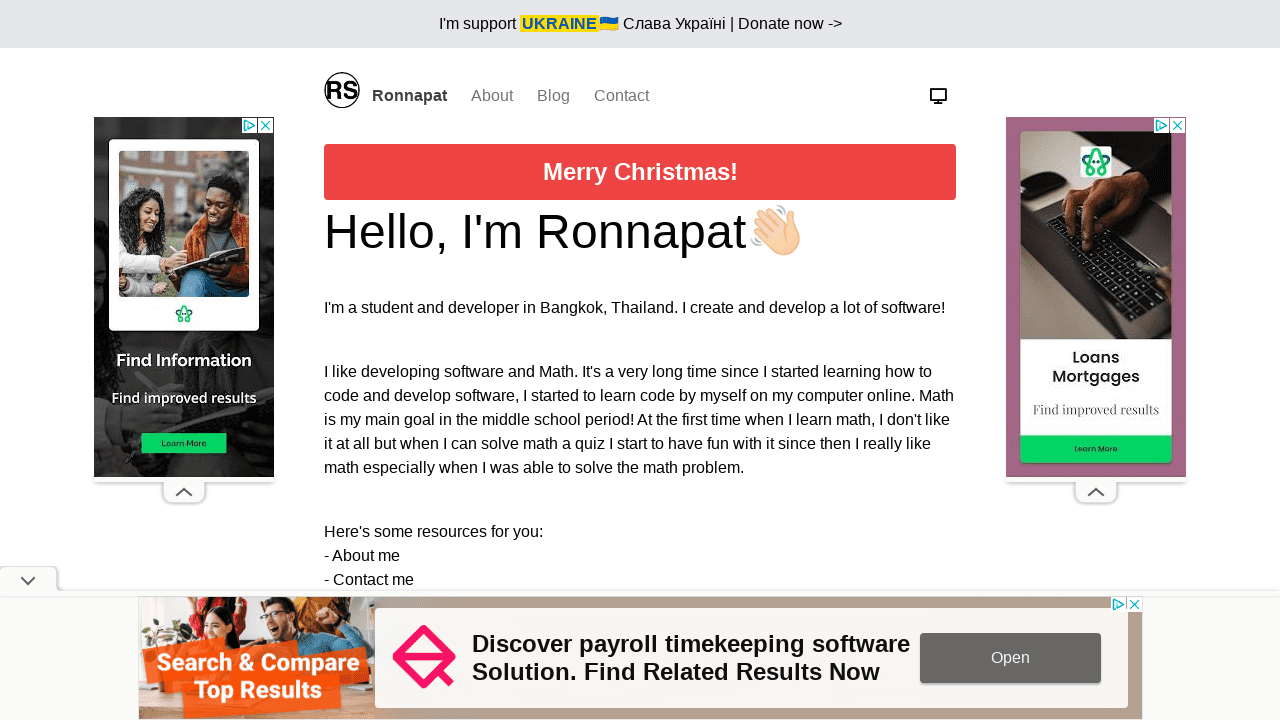 I'm support UKRAINE🇺🇦 Слава Україні | Donate now ->
RS Ronnapat About Blog Contact
Merry Christmas!
Hello, I'm Ronnapat👋🏻
I'm a student and developer in Bangkok, Thailand. I create and develop a lot of software!
I like developing software and Math. It's a very long time since I started learning how to
code and develop software, I started to learn code by myself on my computer online. Math
is my main goal in the middle school period! At the first time when I learn math, I don't like
it at all but when I can solve math a quiz I start to have fun with it since then I really like
math especially when I was able to solve the math problem.
Here's some resources for you:
- About me
- Contact me
Find Information
Find improved results
Learn More
Loans
Mortgages
Find improved results
Learn More
Search & Compare
Top Results
Discover payroll timekeeping software
Solution. Find Related Results Now
Open